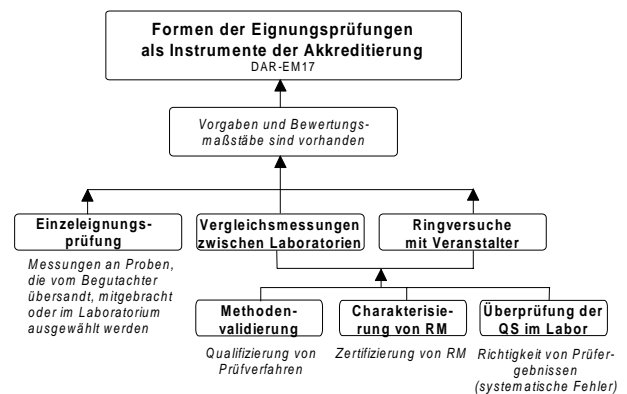 Formen der Eignungsprüfungen
als Instrumente der Akkreditierung
DAR-EM17
Vorgaben und Bewertungs-
maßstäbe sind vorhanden
Einzeleignungs-
prüfung
Messungen an Proben,
die vom Begutachter
übersandt, mitgebracht
oder im Laboratorium
ausgewählt werden
Vergleichsmessungen
zwischen Laboratorien
Ringversuche
mit Veranstalter
Methoden-
validierung
Qualifizierung von
Prüfverfahren
Charakterisie-
rung von RM
Zertifizierung von RM
Überprüfung der
QS im Labor
Richtigkeit von Prüfer-
gebnissen
(systematische Fehler)